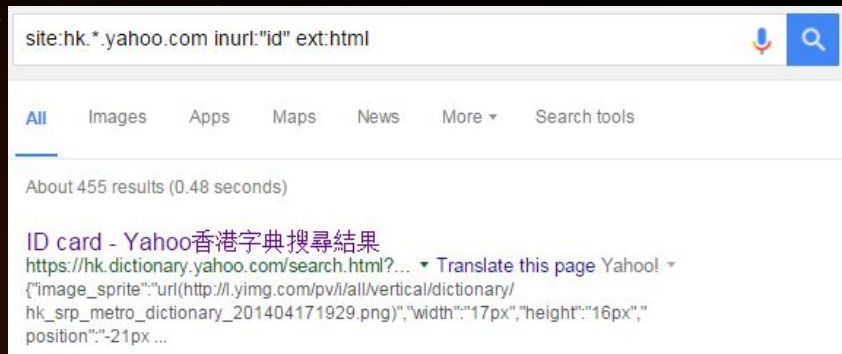 site:hk.*.yahoo.com inurl:"id" ext:html
All Images Apps Maps News More Search tools
About 455 results (0.48 seconds)
ID card - Yahoo香港字典搜尋結果
https://hk.dictionary.yahoo.com/search.html?... Translate this page Yahoo!
{"image_sprite":"url(http://l.yimg.com/pv/i/all/vertical/dictionary/
hk_srp_metro_dictionary_201404171929.png)","width":"17px","height":"16px","
position":"-21px ...